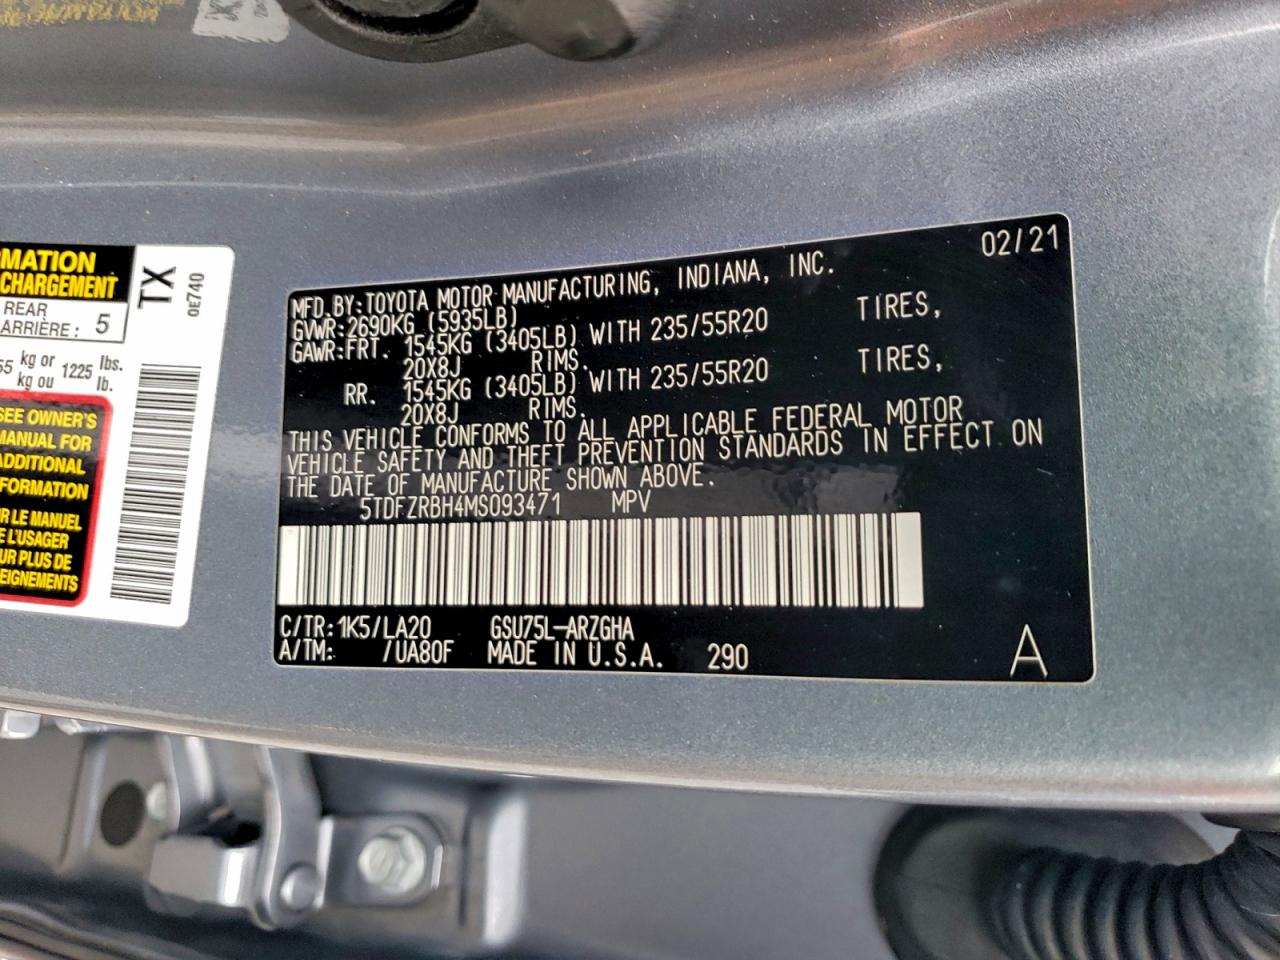 RMATION
CHARGEMENT
REAR
ARRIÈRE: 5
TX
0E740
55 kg or 1225 lbs.
kg ou lb.
SEE OWNER'S
MANUAL FOR
ADDITIONAL
FORMATION
R LE MANUEL
E L'USAGER
UR PLUS DE
EIGNEMENTS
02/21
MFD. BY: TOYOTA MOTOR MANUFACTURING, INDIANA, INC.
GVWR: 2690KG (5935LB)
GAWR: FRT. 1545KG (3405LB) WITH 235/55R20 TIRES,
20X8J RIMS.
RR. 1545KG (3405LB) WITH 235/55R20 TIRES,
20X8J RIMS.
THIS VEHICLE CONFORMS TO ALL APPLICABLE FEDERAL MOTOR
VEHICLE SAFETY AND THEFT PREVENTION STANDARDS IN EFFECT ON
THE DATE OF MANUFACTURE SHOWN ABOVE.
5TDFZRBH4MS093471 MPV
C/TR: 1K5/LA20 GSU75L-ARZGHA
A/TM: /UA80F MADE IN U.S.A. 290
A